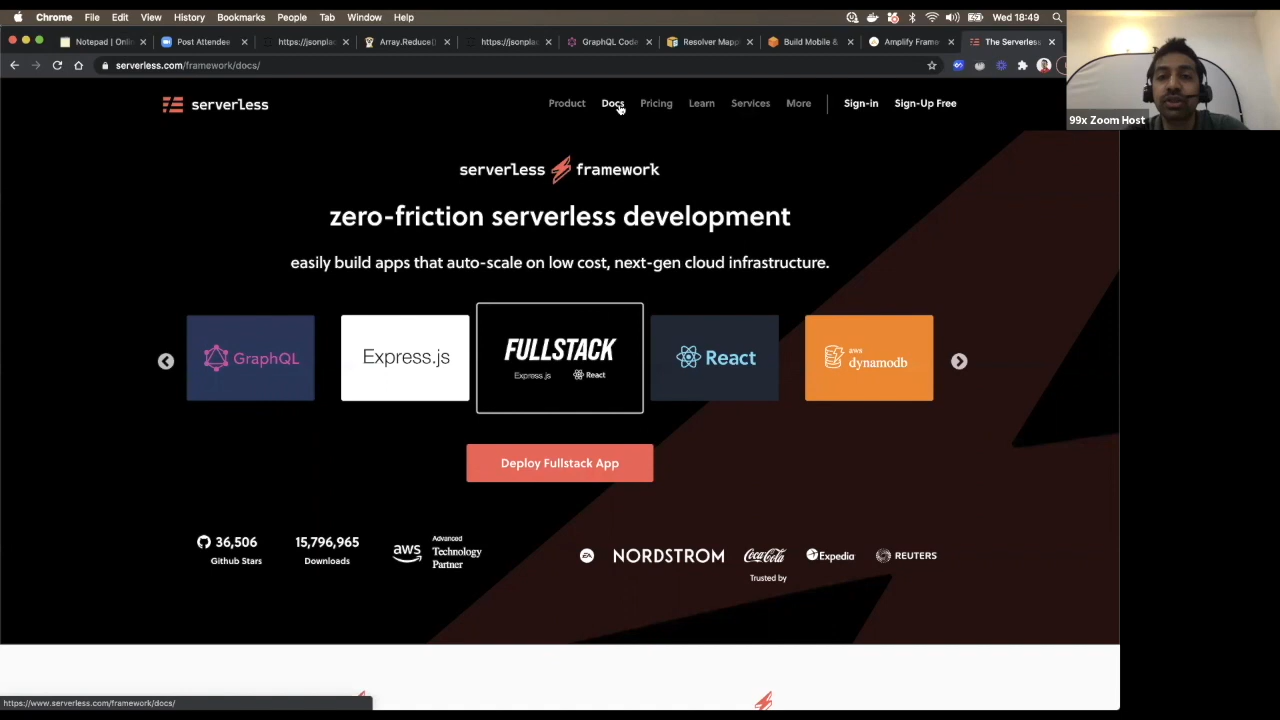 Chrome File Edit View History Bookmarks People Tab Window Help
Wed 18:49
Notepad | Onli
Post Attendee
https://jsonplac
Array.Reduce(
https://jsonplac
GraphQL Code
Resolver Mapp
Build Mobile &
Amplify Frame
The Serverless
serverless.com/framework/docs/
serverless
Product Docs Pricing Learn Services More Sign-in Sign-Up Free
99x Zoom Host
serverless framework
zero-friction serverless development
easily build apps that auto-scale on low cost, next-gen cloud infrastructure.
GraphQL
Express.js
FULLSTACK
Express.js React
React
aws
dynamodb
Deploy Fullstack App
36,506
Github Stars
15,796,965
Downloads
aws
Advanced
Technology
Partner
EA NORDSTROM Coca-Cola Expedia REUTERS
Trusted by
https://www.serverless.com/framework/docs/